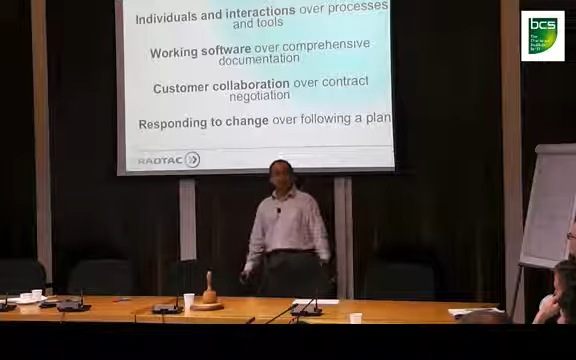 Individuals and interactions over processes
and tools
Working software over comprehensive
documentation
Customer collaboration over contract
negotiation
Responding to change over following a plan
RADTAC
bcs